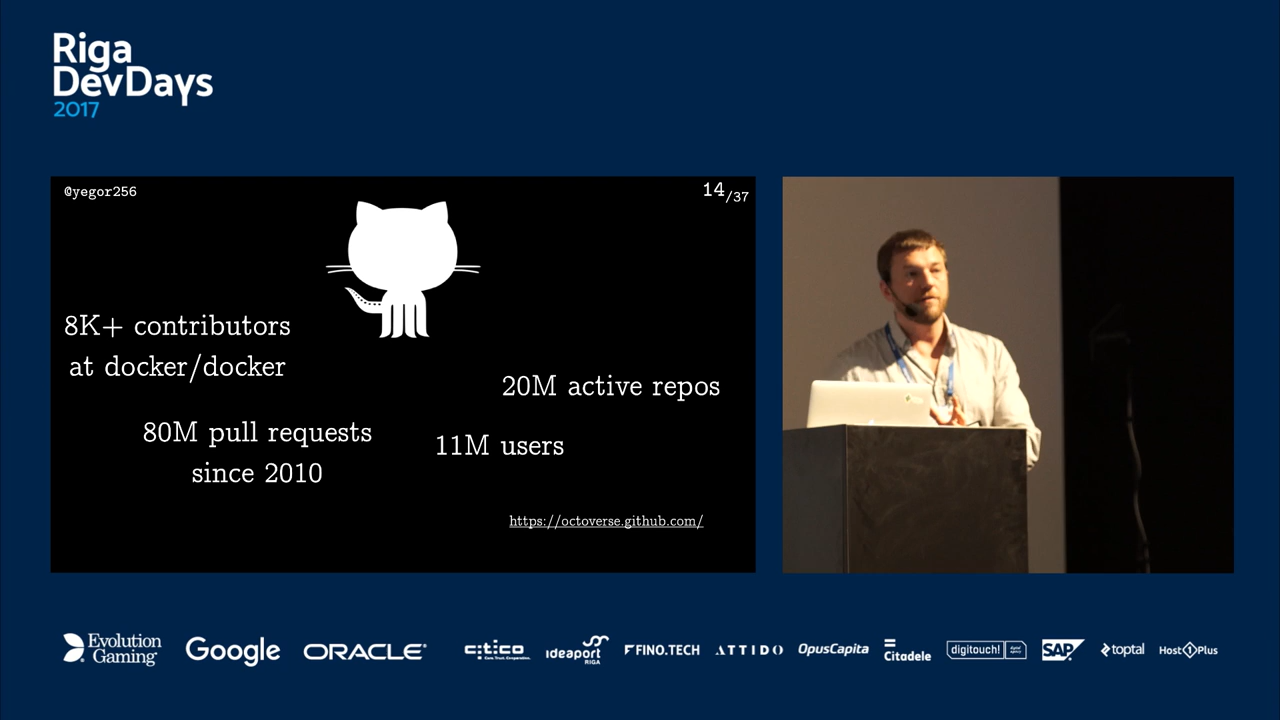 Riga
DevDays
2017
@yegor256
14/37
8K+ contributors
at docker/docker
20M active repos
80M pull requests
since 2010
11M users
https://octoverse.github.com/
Evolution
Gaming
Google
ORACLE
citico
ideaport
RIGA
FINO.TECH
ATTIDO
OpusCapita
Citadele
digitouch!
SAP
toptal
Host1Plus